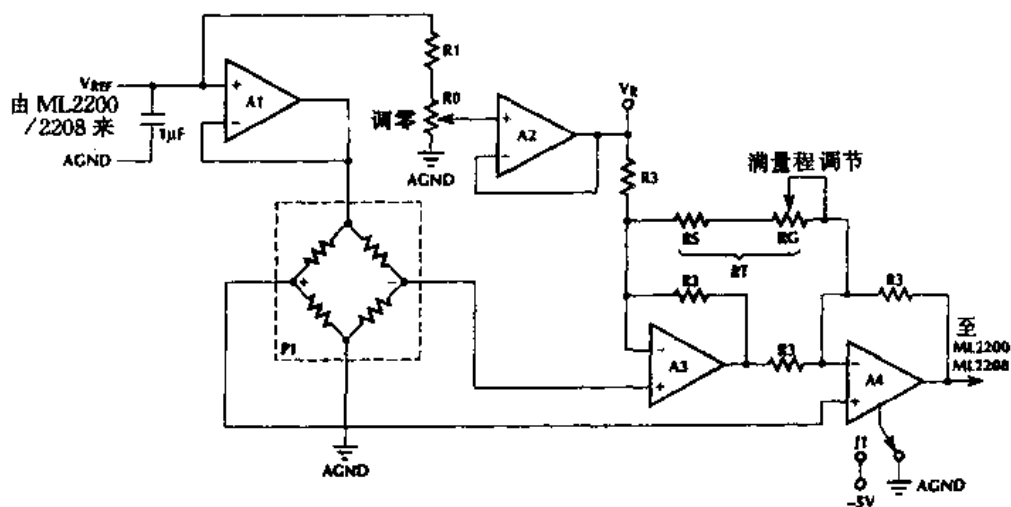 VREF
由 ML2200
/2208 来
1μF
AGND
A1
R1
R0
调零
AGND
A2
VR
R3
满量程调节
RS
RG
RT
R3
R3
A3
R3
A4
至
ML2200
ML2208
P1
+
−
AGND
J1
−5V
AGND